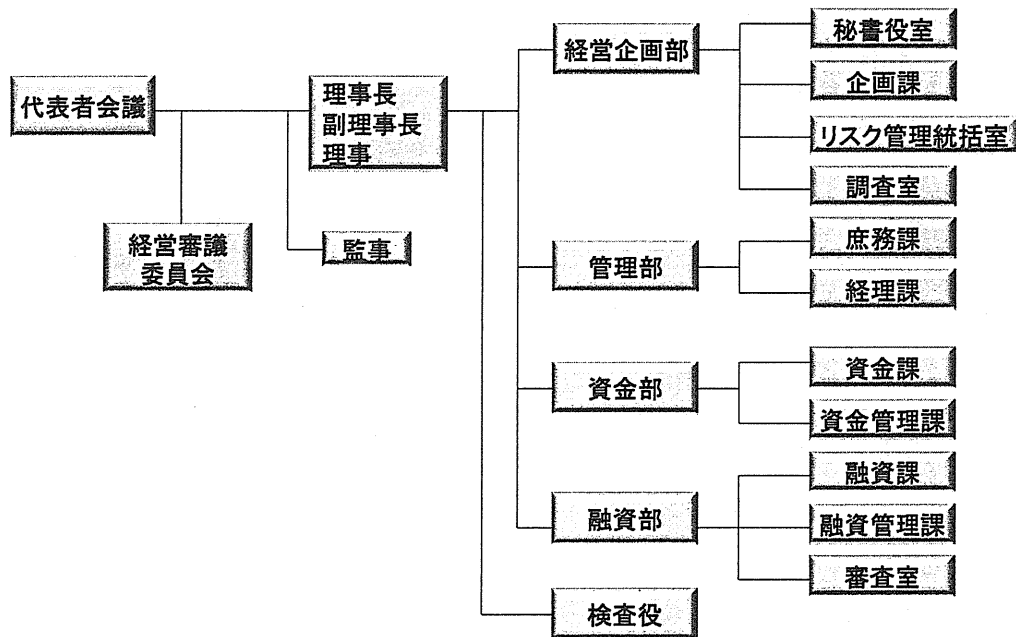 代表者会議
経営審議
委員会
理事長
副理事長
理事
監事
経営企画部
秘書役室
企画課
リスク管理統括室
調査室
管理部
庶務課
経理課
資金部
資金課
資金管理課
融資部
融資課
融資管理課
審査室
検査役